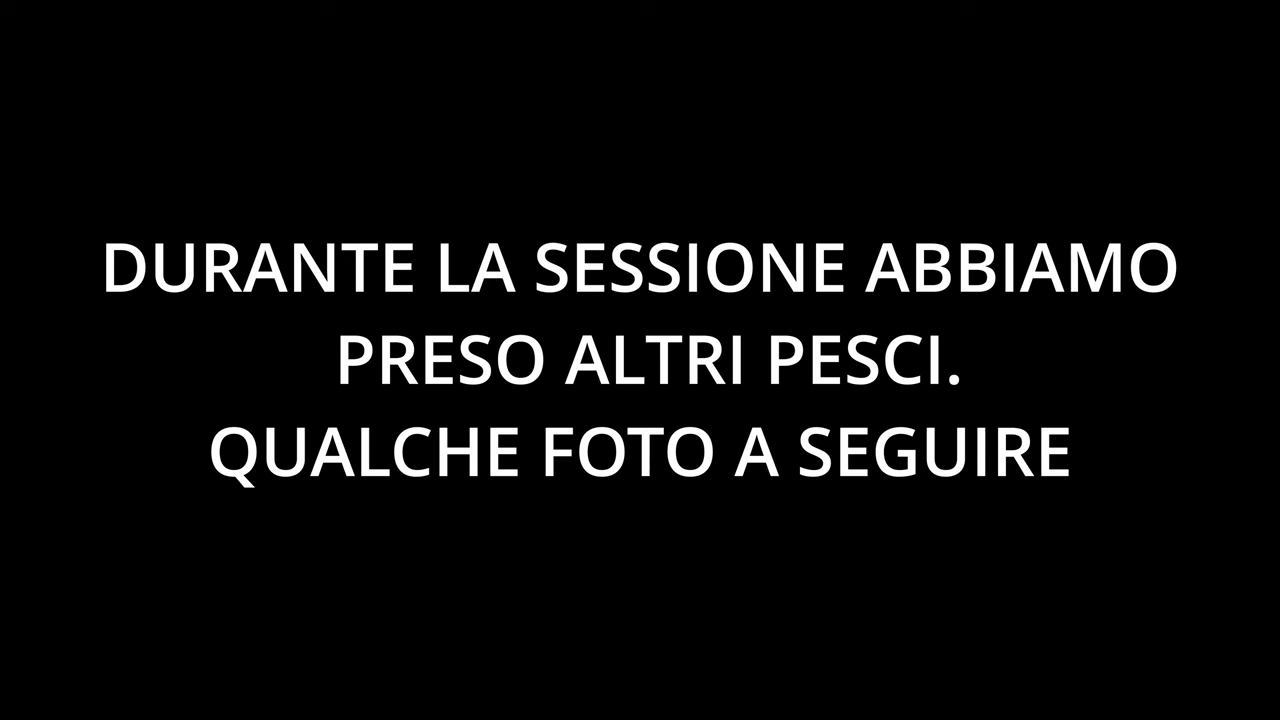 DURANTE LA SESSIONE ABBIAMO
PRESO ALTRI PESCI.
QUALCHE FOTO A SEGUIRE